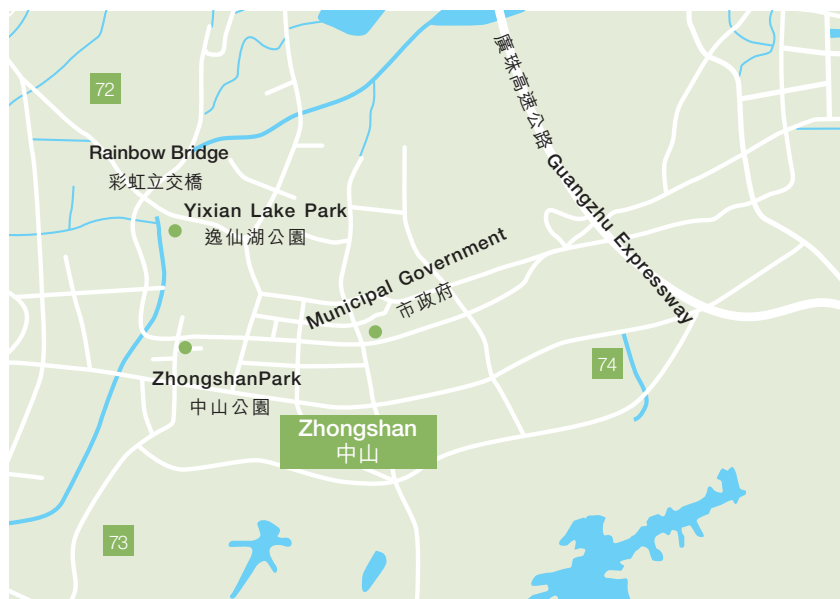 72
廣珠高速公路 Guangzhu Expressway
Rainbow Bridge
彩虹立交橋
Yixian Lake Park
逸仙湖公園
Municipal Government
市政府
ZhongshanPark
中山公園
74
Zhongshan
中山
73